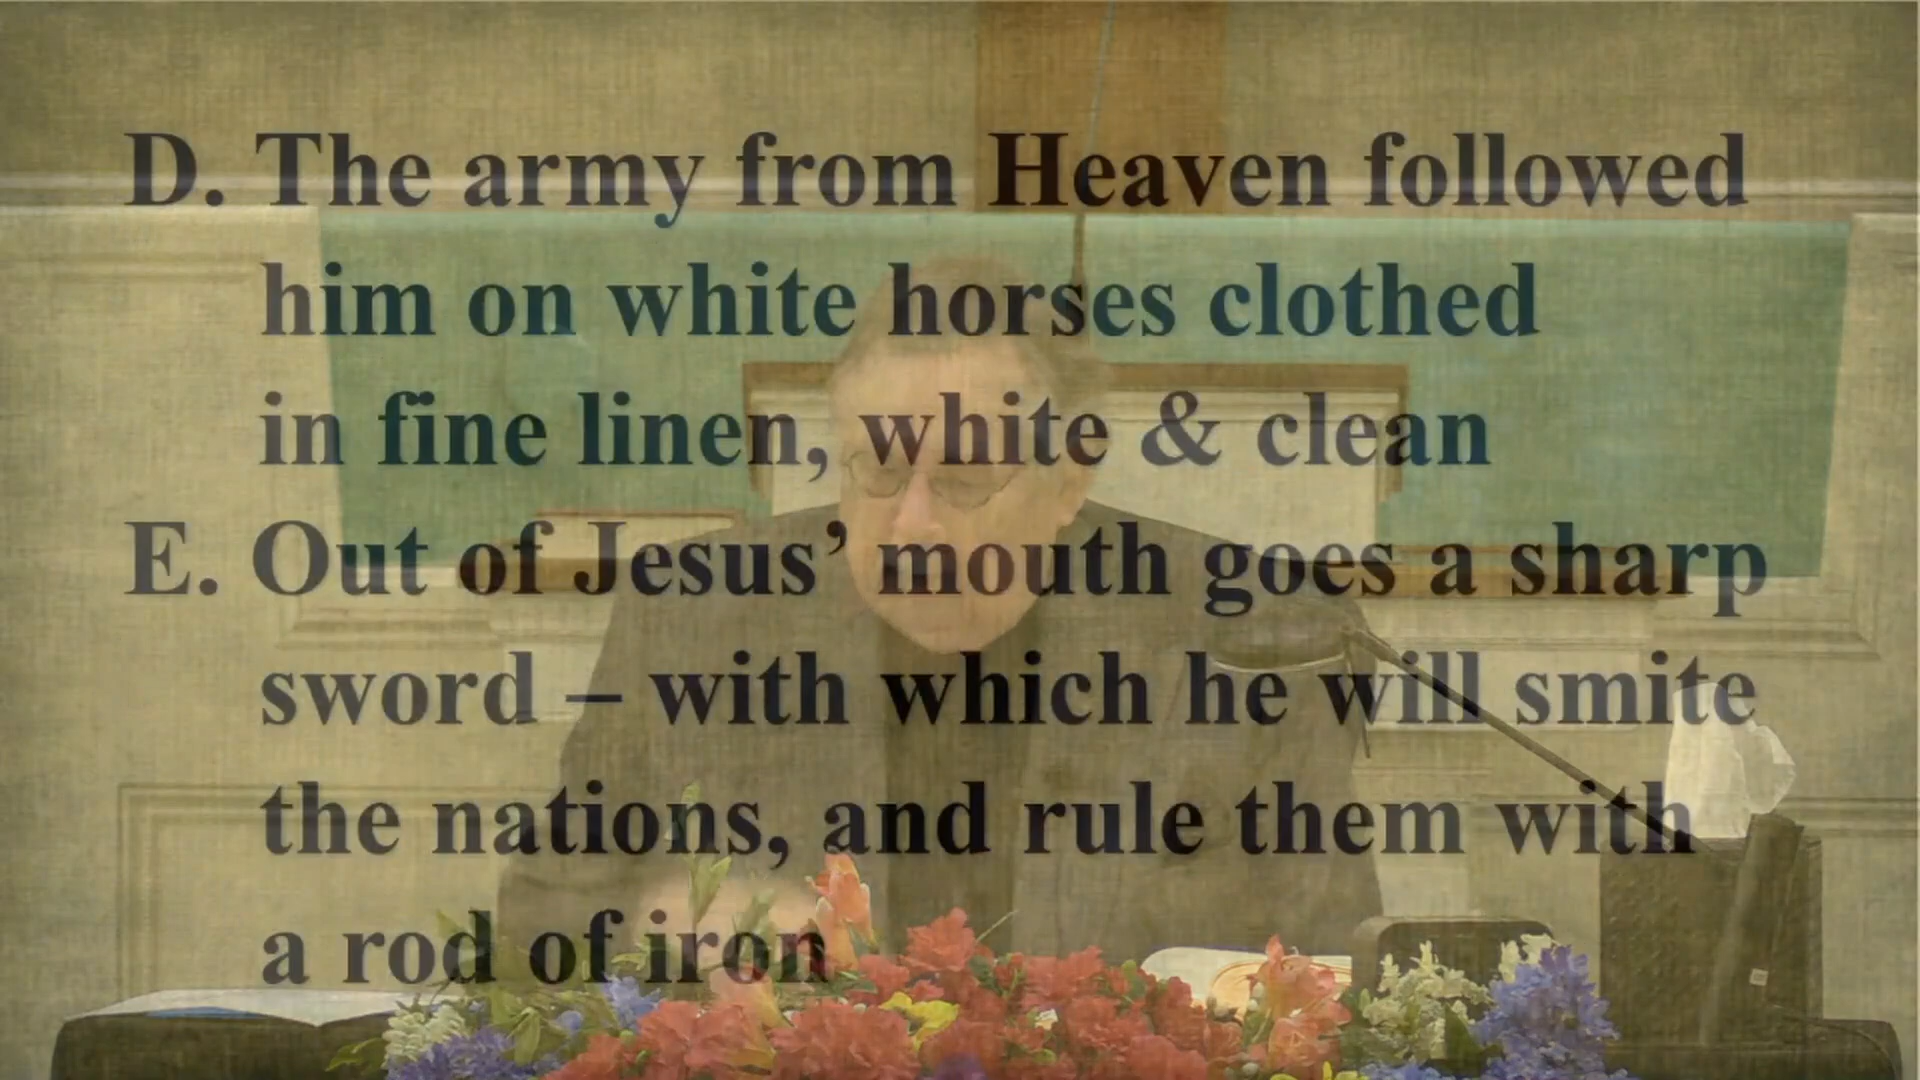 D. The army from Heaven followed
him on white horses clothed
in fine linen, white & clean
E. Out of Jesus’ mouth goes a sharp
sword – with which he will smite
the nations, and rule them with
a rod of iron